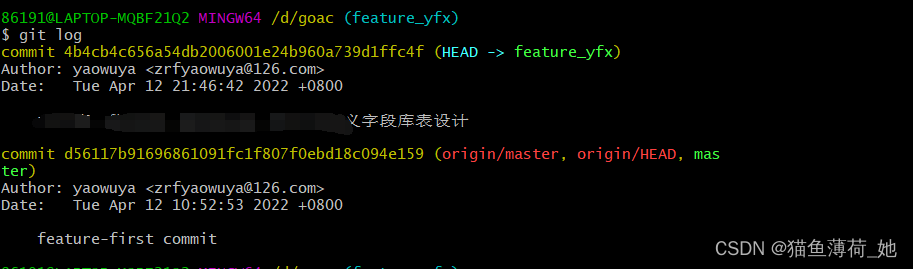 86191@LAPTOP-MQBF21Q2 MINGW64 /d/goac (feature_yfx)
$ git log
commit 4b4cb4c656a54db2006001e24b960a739d1ffc4f (HEAD -> feature_yfx)
Author: yaowuya <zrfyaowuya@126.com>
Date:   Tue Apr 12 21:46:42 2022 +0800
义字段库表设计
commit d56117b91696861091fc1f807f0ebd18c094e159 (origin/master, origin/HEAD, mas
ter)
Author: yaowuya <zrfyaowuya@126.com>
Date:   Tue Apr 12 10:52:53 2022 +0800
feature-first commit
CSDN @猫鱼薄荷_她